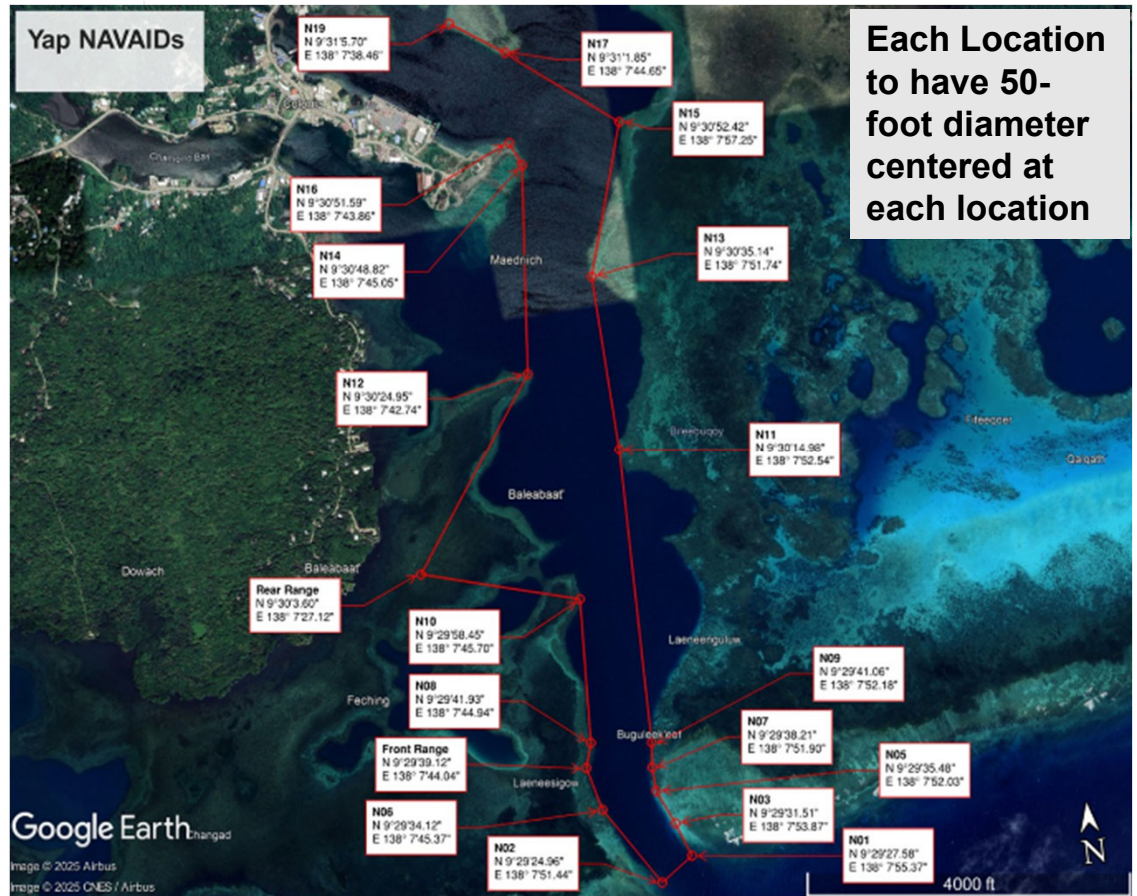 Yap NAVAIDs
Each Location
to have 50-
foot diameter
centered at
each location
N19
N 9°31'5.70"
E 138° 7'38.46"
N17
N 9°31'1.85"
E 138° 7'44.65"
N15
N 9°30'52.42"
E 138° 7'57.25"
N16
N 9°30'51.59"
E 138° 7'43.86"
N14
N 9°30'48.82"
E 138° 7'45.05"
Maednich
N13
N 9°30'35.14"
E 138° 7'51.74"
N12
N 9°30'24.95"
E 138° 7'42.74"
N11
N 9°30'14.98"
E 138° 7'52.54"
Baleabaat'
Dowach
Baleabaat'
Rear Range
N 9°30'3.60"
E 138° 7'27.12"
N10
N 9°29'58.45"
E 138° 7'45.70"
Laeneenguluw
N09
N 9°29'41.06"
E 138° 7'52.18"
Feching
N08
N 9°29'41.93"
E 138° 7'44.94"
N07
N 9°29'38.21"
E 138° 7'51.90"
Front Range
N 9°29'39.12"
E 138° 7'44.04"
Laeneesigow
N05
N 9°29'35.48"
E 138° 7'52.03"
N06
N 9°29'34.12"
E 138° 7'45.37"
N03
N 9°29'31.51"
E 138° 7'53.87"
N02
N 9°29'24.96"
E 138° 7'51.44"
N01
N 9°29'27.58"
E 138° 7'55.37"
Google Earth
Changad
Image © 2025 Airbus
Image © 2025 CNES / Airbus
4000 ft
N